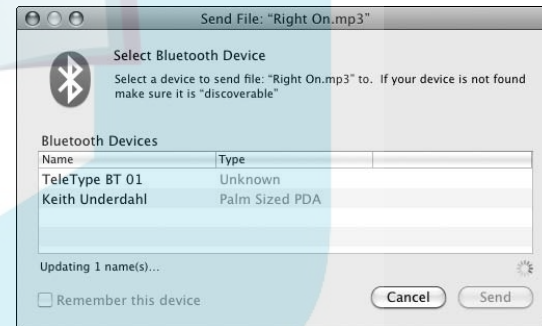 Send File: “Right On.mp3”
Select Bluetooth Device
Select a device to send file: “Right On.mp3” to. If your device is not found
make sure it is “discoverable”
Bluetooth Devices
Name Type
TeleType BT 01 Unknown
Keith Underdahl Palm Sized PDA
Updating 1 name(s)...
Remember this device Cancel Send